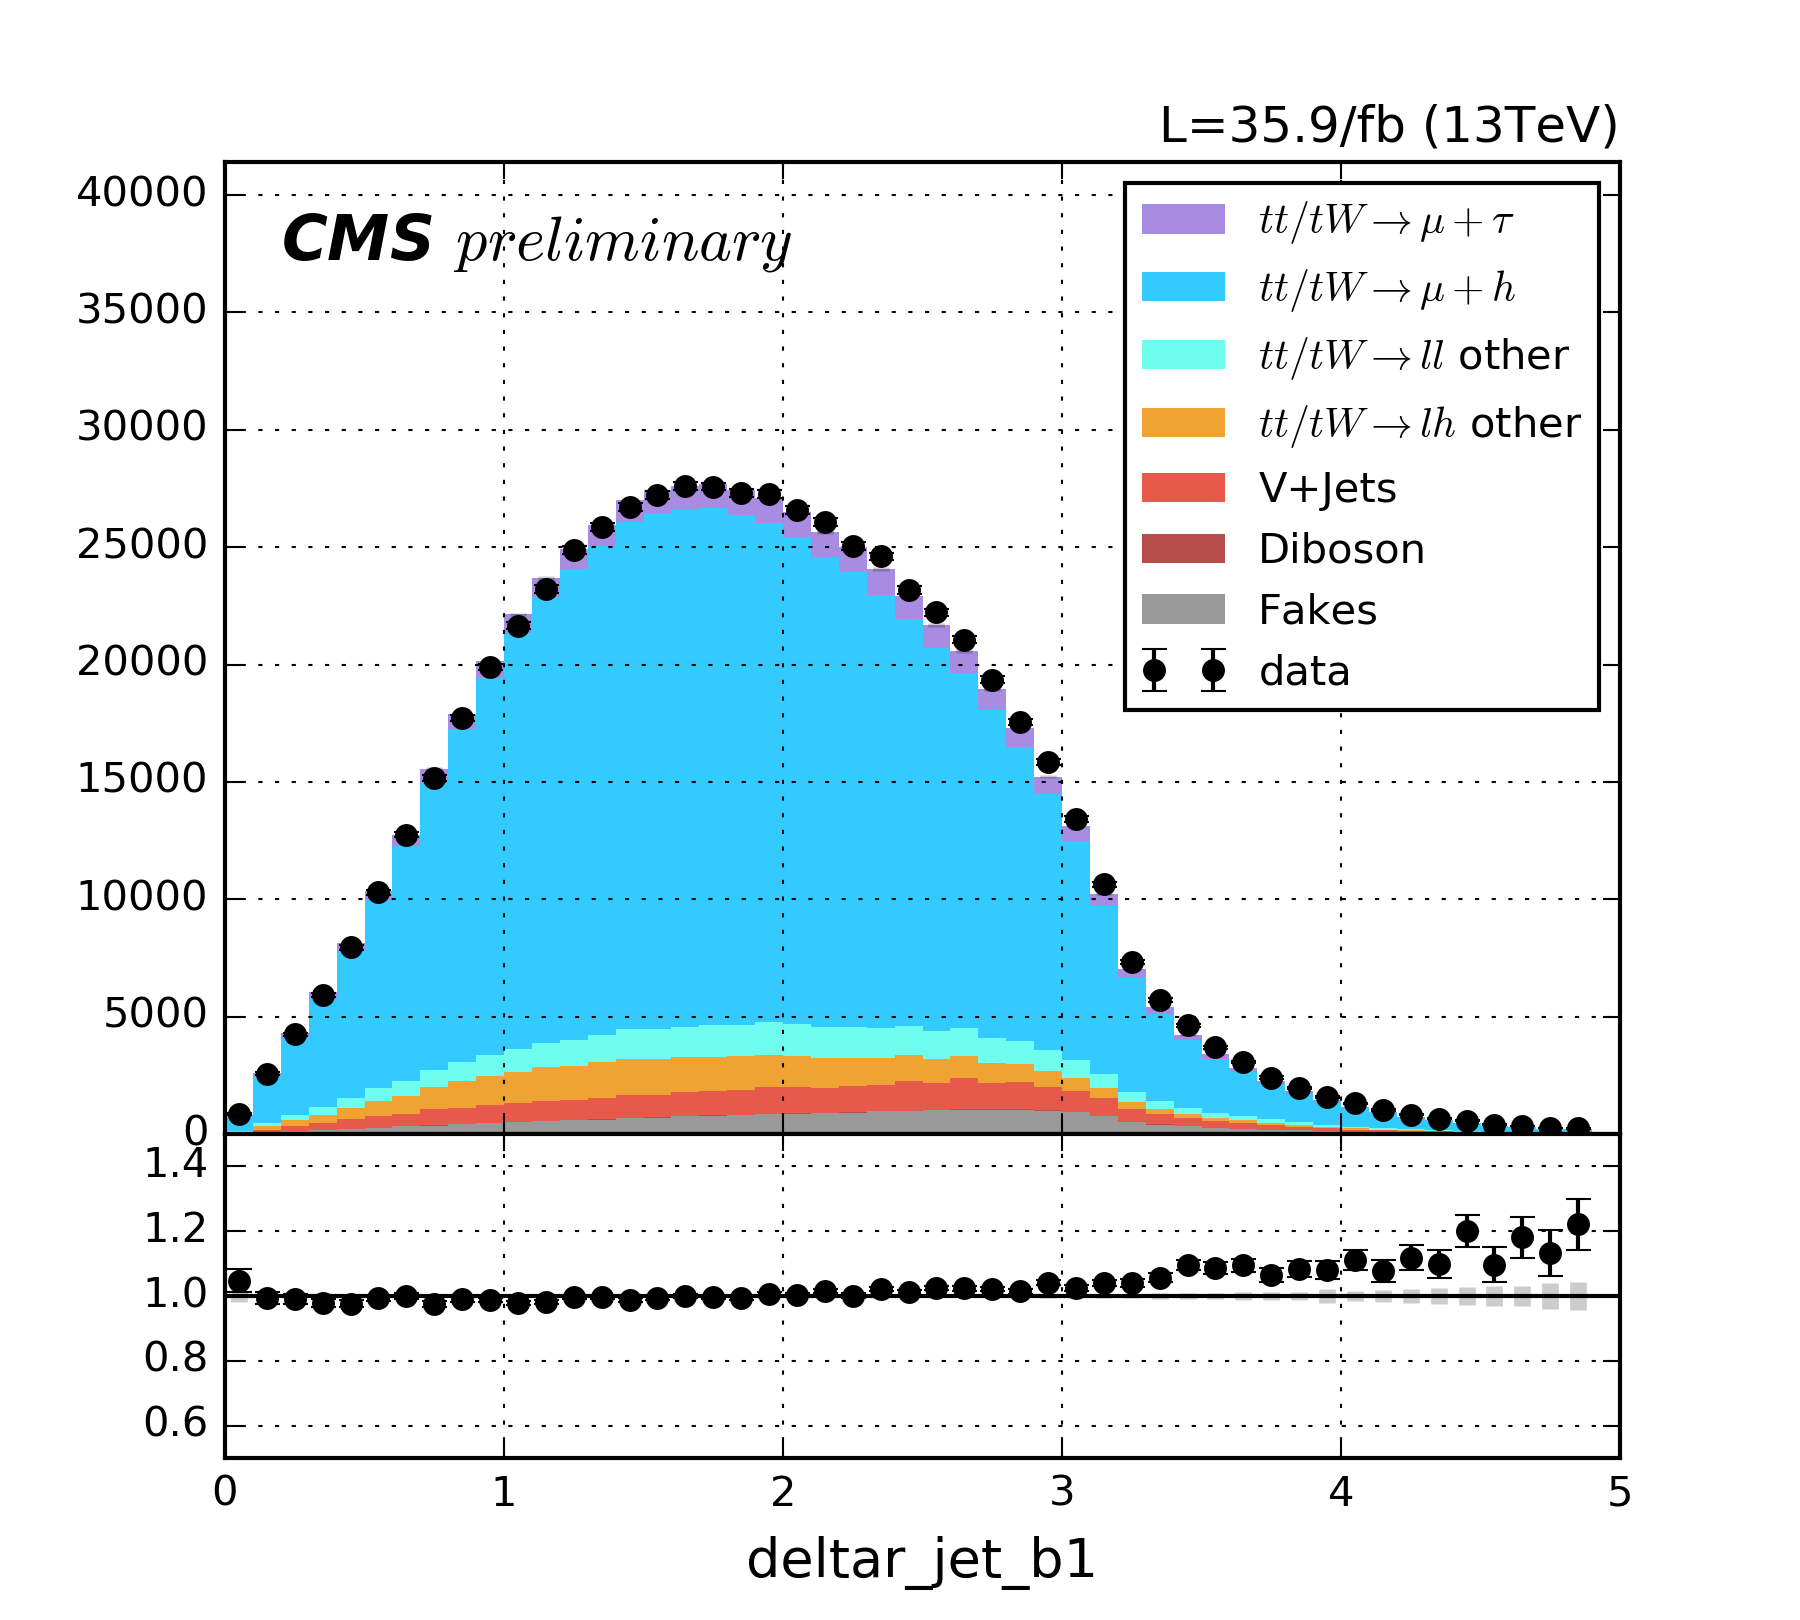 L=35.9/fb (13TeV)
CMS preliminary
40000
35000
30000
25000
20000
15000
10000
5000
0
tt/tW→μ+τ
tt/tW→μ+h
tt/tW→ll other
tt/tW→lh other
V+Jets
Diboson
Fakes
data
1.4
1.2
1.0
0.8
0.6
0 1 2 3 4 5
deltar_jet_b1